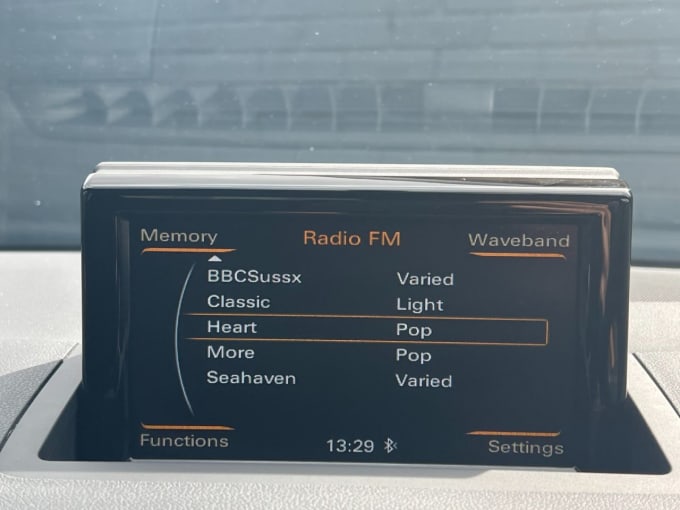 Memory Radio FM Waveband
BBCSussx Varied
Classic Light
Heart Pop
More Pop
Seahaven Varied
Functions 13:29 Settings